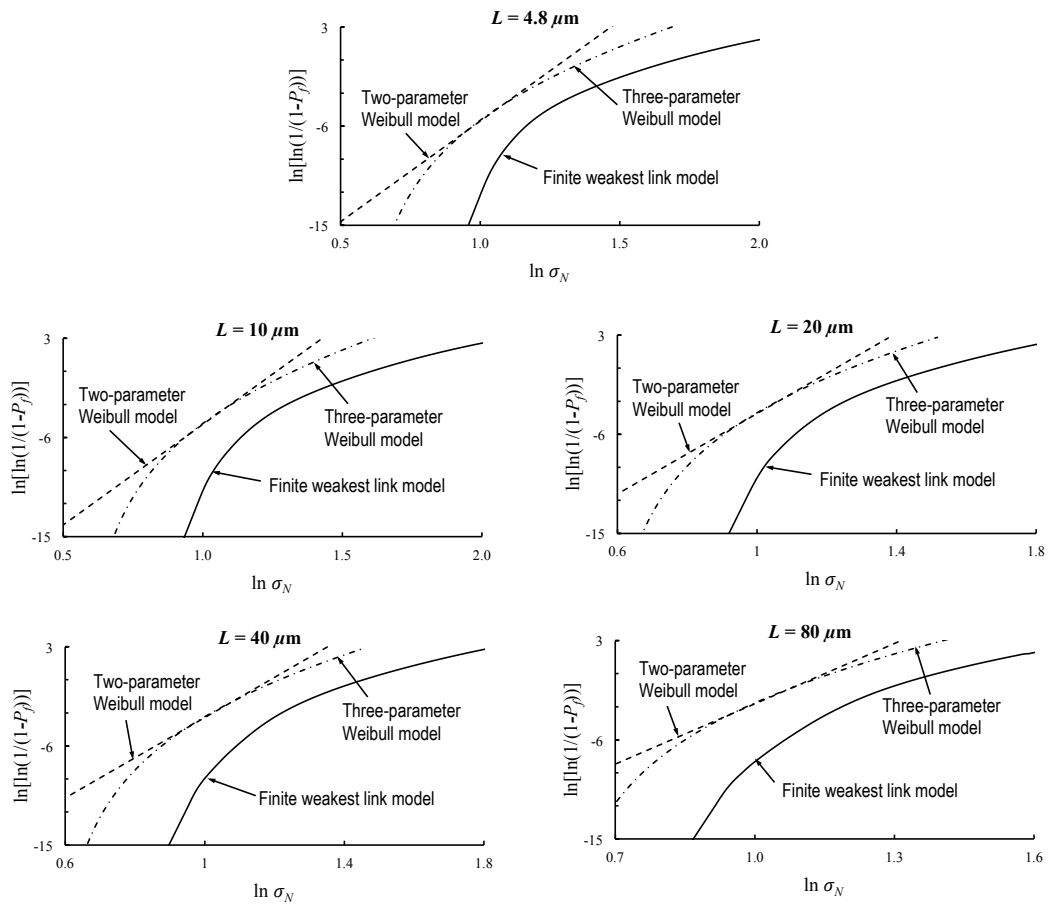 L = 4.8 μm
3
-6
-15
ln[ln(1/(1-Pf))]
Two-parameter
Weibull model
Three-parameter
Weibull model
Finite weakest link model
0.5 1.0 1.5 2.0
ln σN
L = 10 μm
3
-6
-15
ln[ln(1/(1-Pf))]
Two-parameter
Weibull model
Three-parameter
Weibull model
Finite weakest link model
0.5 1.0 1.5 2.0
ln σN
L = 20 μm
3
-6
-15
ln[ln(1/(1-Pf))]
Two-parameter
Weibull model
Three-parameter
Weibull model
Finite weakest link model
0.6 1 1.4 1.8
ln σN
L = 40 μm
3
-6
-15
ln[ln(1/(1-Pf))]
Two-parameter
Weibull model
Three-parameter
Weibull model
Finite weakest link model
0.6 1 1.4 1.8
ln σN
L = 80 μm
3
-6
-15
ln[ln(1/(1-Pf))]
Two-parameter
Weibull model
Three-parameter
Weibull model
Finite weakest link model
0.7 1.0 1.3 1.6
ln σN